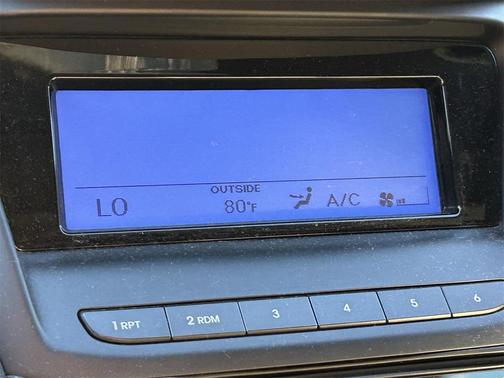 OUTSIDE
LO 80°F A/C
1 RPT 2 RDM 3 4 5 6